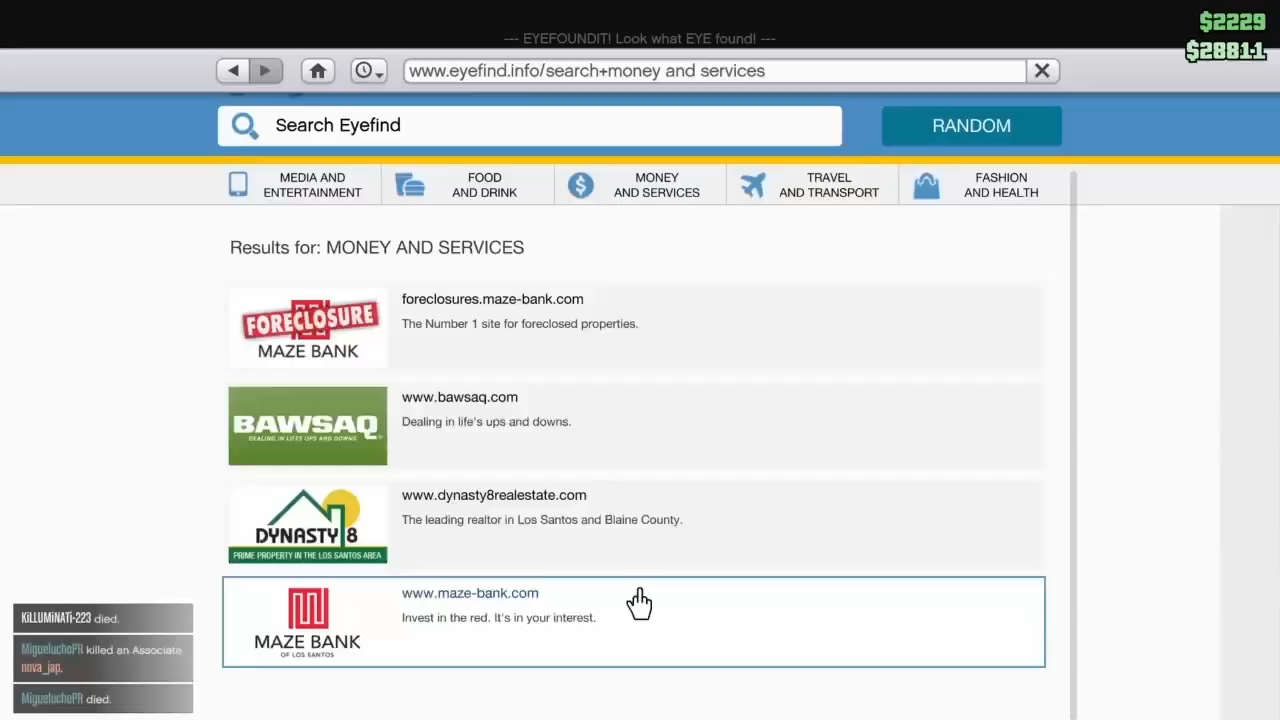 $2229
$28811
--- EYEFOUNDIT! Look what EYE found! ---
www.eyefind.info/search+money and services
Search Eyefind
RANDOM
MEDIA AND
ENTERTAINMENT
FOOD
AND DRINK
MONEY
AND SERVICES
TRAVEL
AND TRANSPORT
FASHION
AND HEALTH
Results for: MONEY AND SERVICES
FORECLOSURE
MAZE BANK
foreclosures.maze-bank.com
The Number 1 site for foreclosed properties.
BAWSAQ
DEALING IN LIFE'S UPS AND DOWNS
www.bawsaq.com
Dealing in life's ups and downs.
DYNASTY 8
PRIME PROPERTY IN THE LOS SANTOS AREA
www.dynasty8realestate.com
The leading realtor in Los Santos and Blaine County.
MAZE BANK
OF LOS SANTOS
www.maze-bank.com
Invest in the red. It's in your interest.
KiLLUMiNATi-223 died.
MigueluchoPR killed an Associate
nova_jap.
MigueluchoPR died.